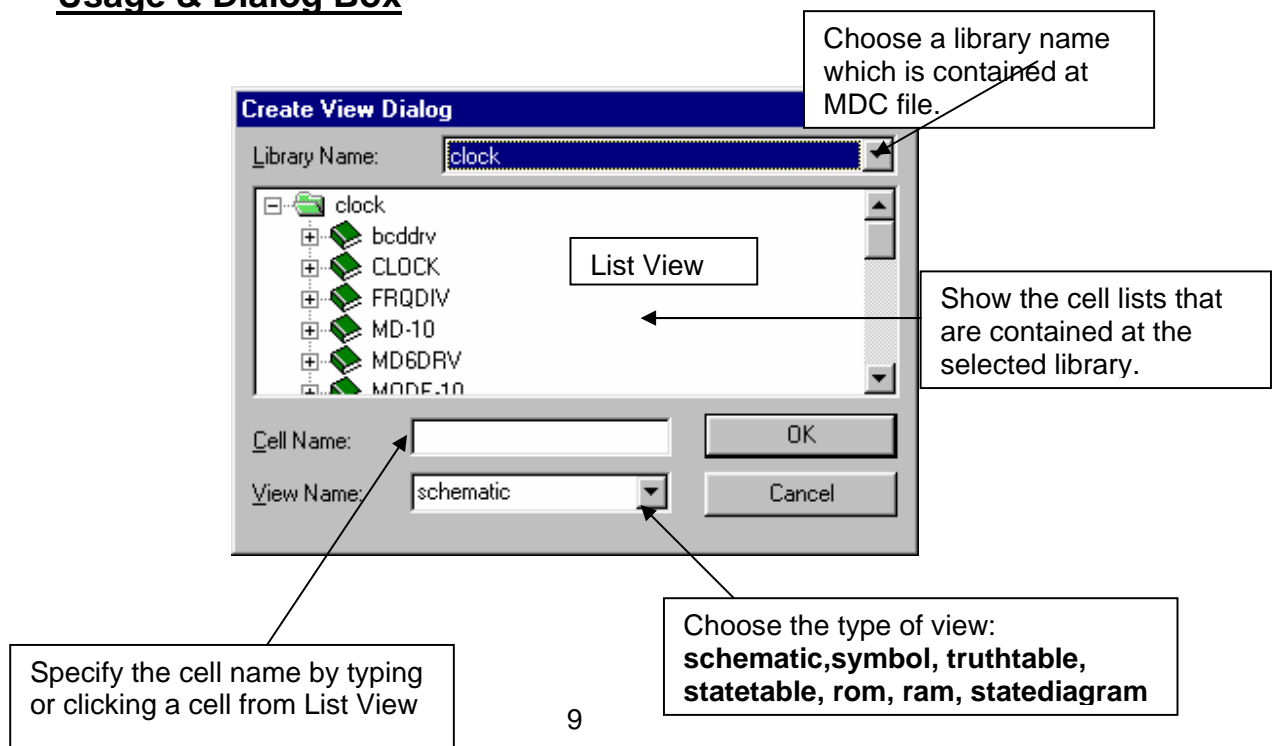 Usage & Dialog Box
Choose a library name
which is contained at
MDC file.
Create View Dialog
Library Name:
clock
clock
bcddrv
CLOCK
FRQDIV
MD-10
MD6DRV
MODE-10
List View
Show the cell lists that
are contained at the
selected library.
Cell Name:
OK
View Name:
schematic
Cancel
Choose the type of view:
schematic,symbol, truthtable,
statetable, rom, ram, statediagram
Specify the cell name by typing
or clicking a cell from List View
9